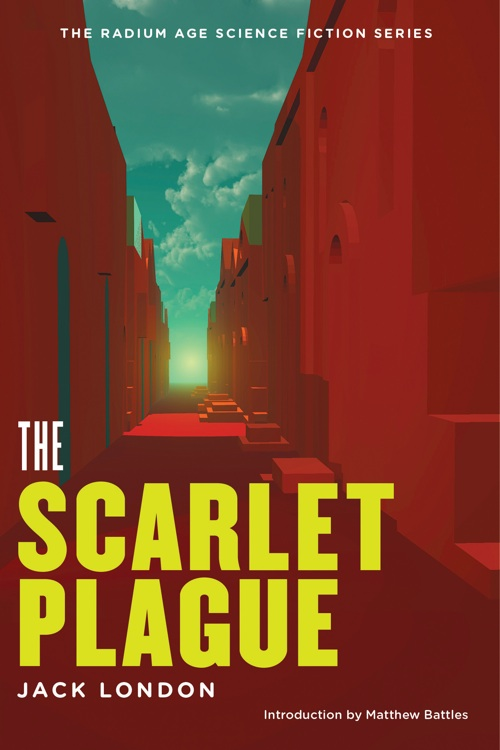 THE RADIUM AGE SCIENCE FICTION SERIES
THE
SCARLET
PLAGUE
JACK LONDON
Introduction by Matthew Battles